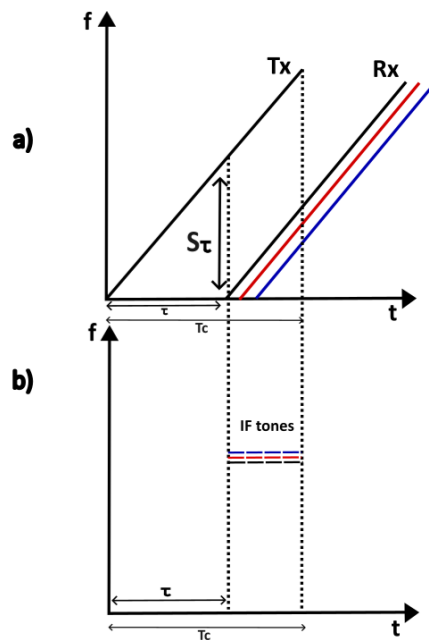 f
Tx
Rx
a)
Sτ
τ
t
Tc
f
b)
IF tones
τ
t
Tc